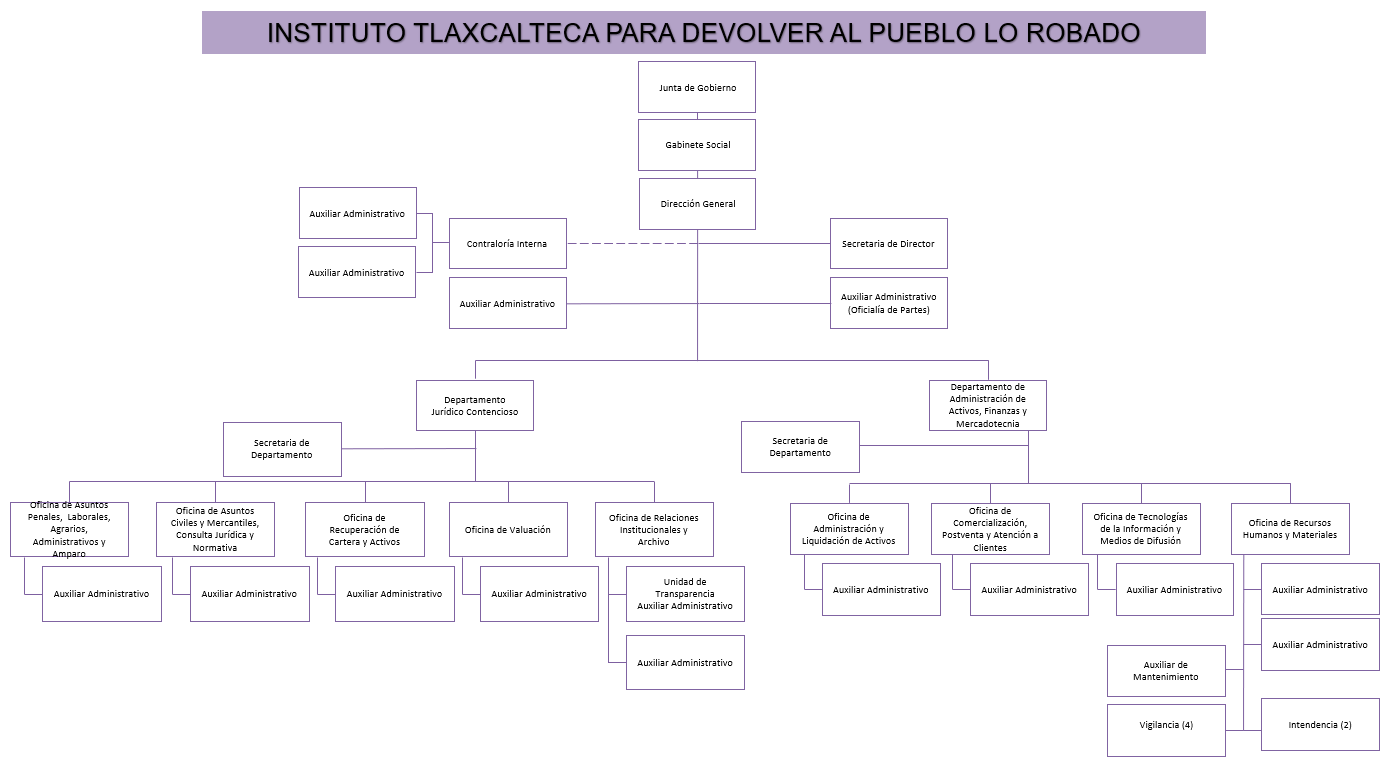 INSTITUTO TLAXCALTECA PARA DEVOLVER AL PUEBLO LO ROBADO
Junta de Gobierno
Gabinete Social
Dirección General
Auxiliar Administrativo
Auxiliar Administrativo
Contraloría Interna
Secretaria de Director
Auxiliar Administrativo
Auxiliar Administrativo
(Oficialía de Partes)
Departamento
Jurídico Contencioso
Departamento de
Administración de
Activos, Finanzas y
Mercadotecnia
Secretaria de
Departamento
Secretaria de
Departamento
Oficina de Asuntos
Penales, Laborales,
Agrarios,
Administrativos y
Amparo
Oficina de Asuntos
Civiles y Mercantiles,
Consulta Jurídica y
Normativa
Oficina de
Recuperación de
Cartera y Activos
Oficina de Valuación
Oficina de Relaciones
Institucionales y
Archivo
Oficina de
Administración y
Liquidación de Activos
Oficina de
Comercialización,
Postventa y Atención a
Clientes
Oficina de Tecnologías
de la Información y
Medios de Difusión
Oficina de Recursos
Humanos y Materiales
Auxiliar Administrativo
Auxiliar Administrativo
Auxiliar Administrativo
Auxiliar Administrativo
Unidad de
Transparencia
Auxiliar Administrativo
Auxiliar Administrativo
Auxiliar Administrativo
Auxiliar Administrativo
Auxiliar Administrativo
Auxiliar Administrativo
Auxiliar Administrativo
Auxiliar de
Mantenimiento
Vigilancia (4)
Intendencia (2)